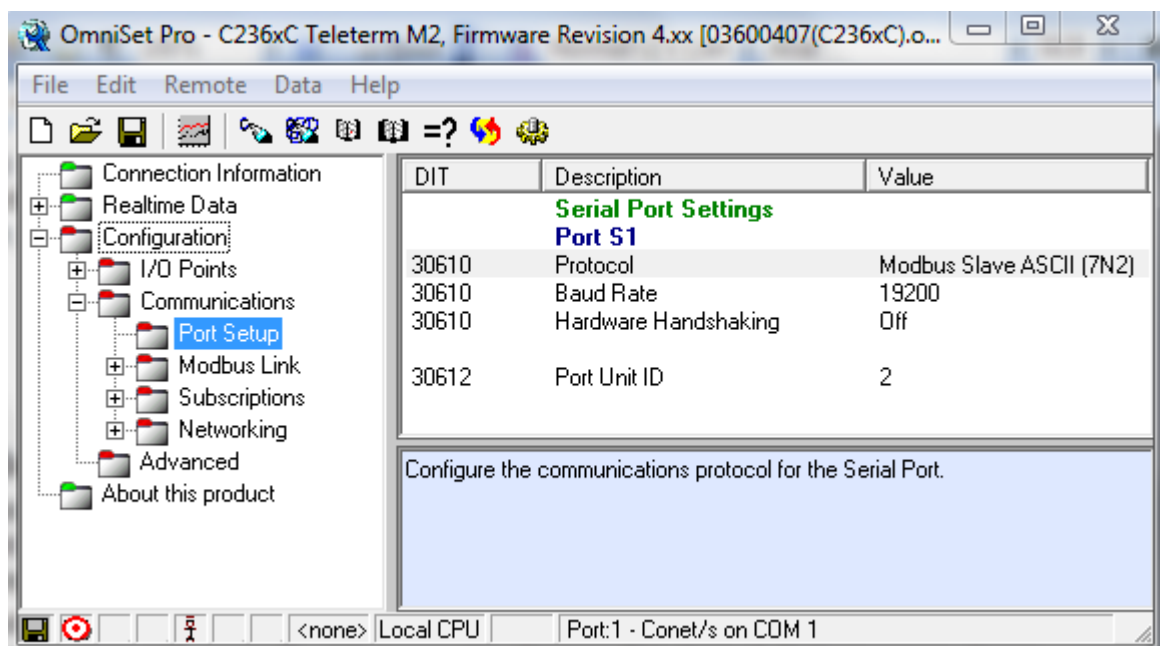 OmniSet Pro - C236xC Teleterm M2, Firmware Revision 4.xx [03600407(C236xC).o...
File Edit Remote Data Help
=?
Connection Information
Realtime Data
Configuration
I/O Points
Communications
Port Setup
Modbus Link
Subscriptions
Networking
Advanced
About this product
DIT Description Value
Serial Port Settings
Port S1
30610 Protocol Modbus Slave ASCII (7N2)
30610 Baud Rate 19200
30610 Hardware Handshaking Off
30612 Port Unit ID 2
Configure the communications protocol for the Serial Port.
<none> Local CPU Port:1 - Conet/s on COM 1